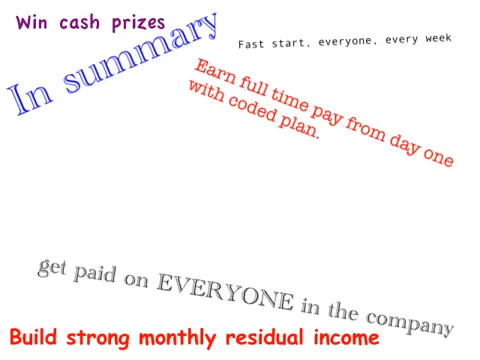 Win cash prizes
In summary
Fast start, everyone, every week
Earn full time pay from day one
with coded plan.
get paid on EVERYONE in the company
Build strong monthly residual income